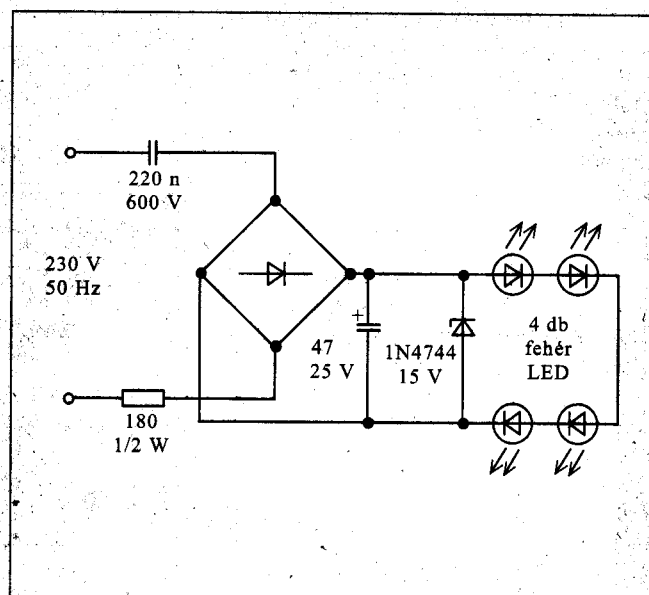 220 n
600 V
230 V
50 Hz
180
1/2 W
+
47
25 V
1N4744
15 V
4 db
fehér
LED